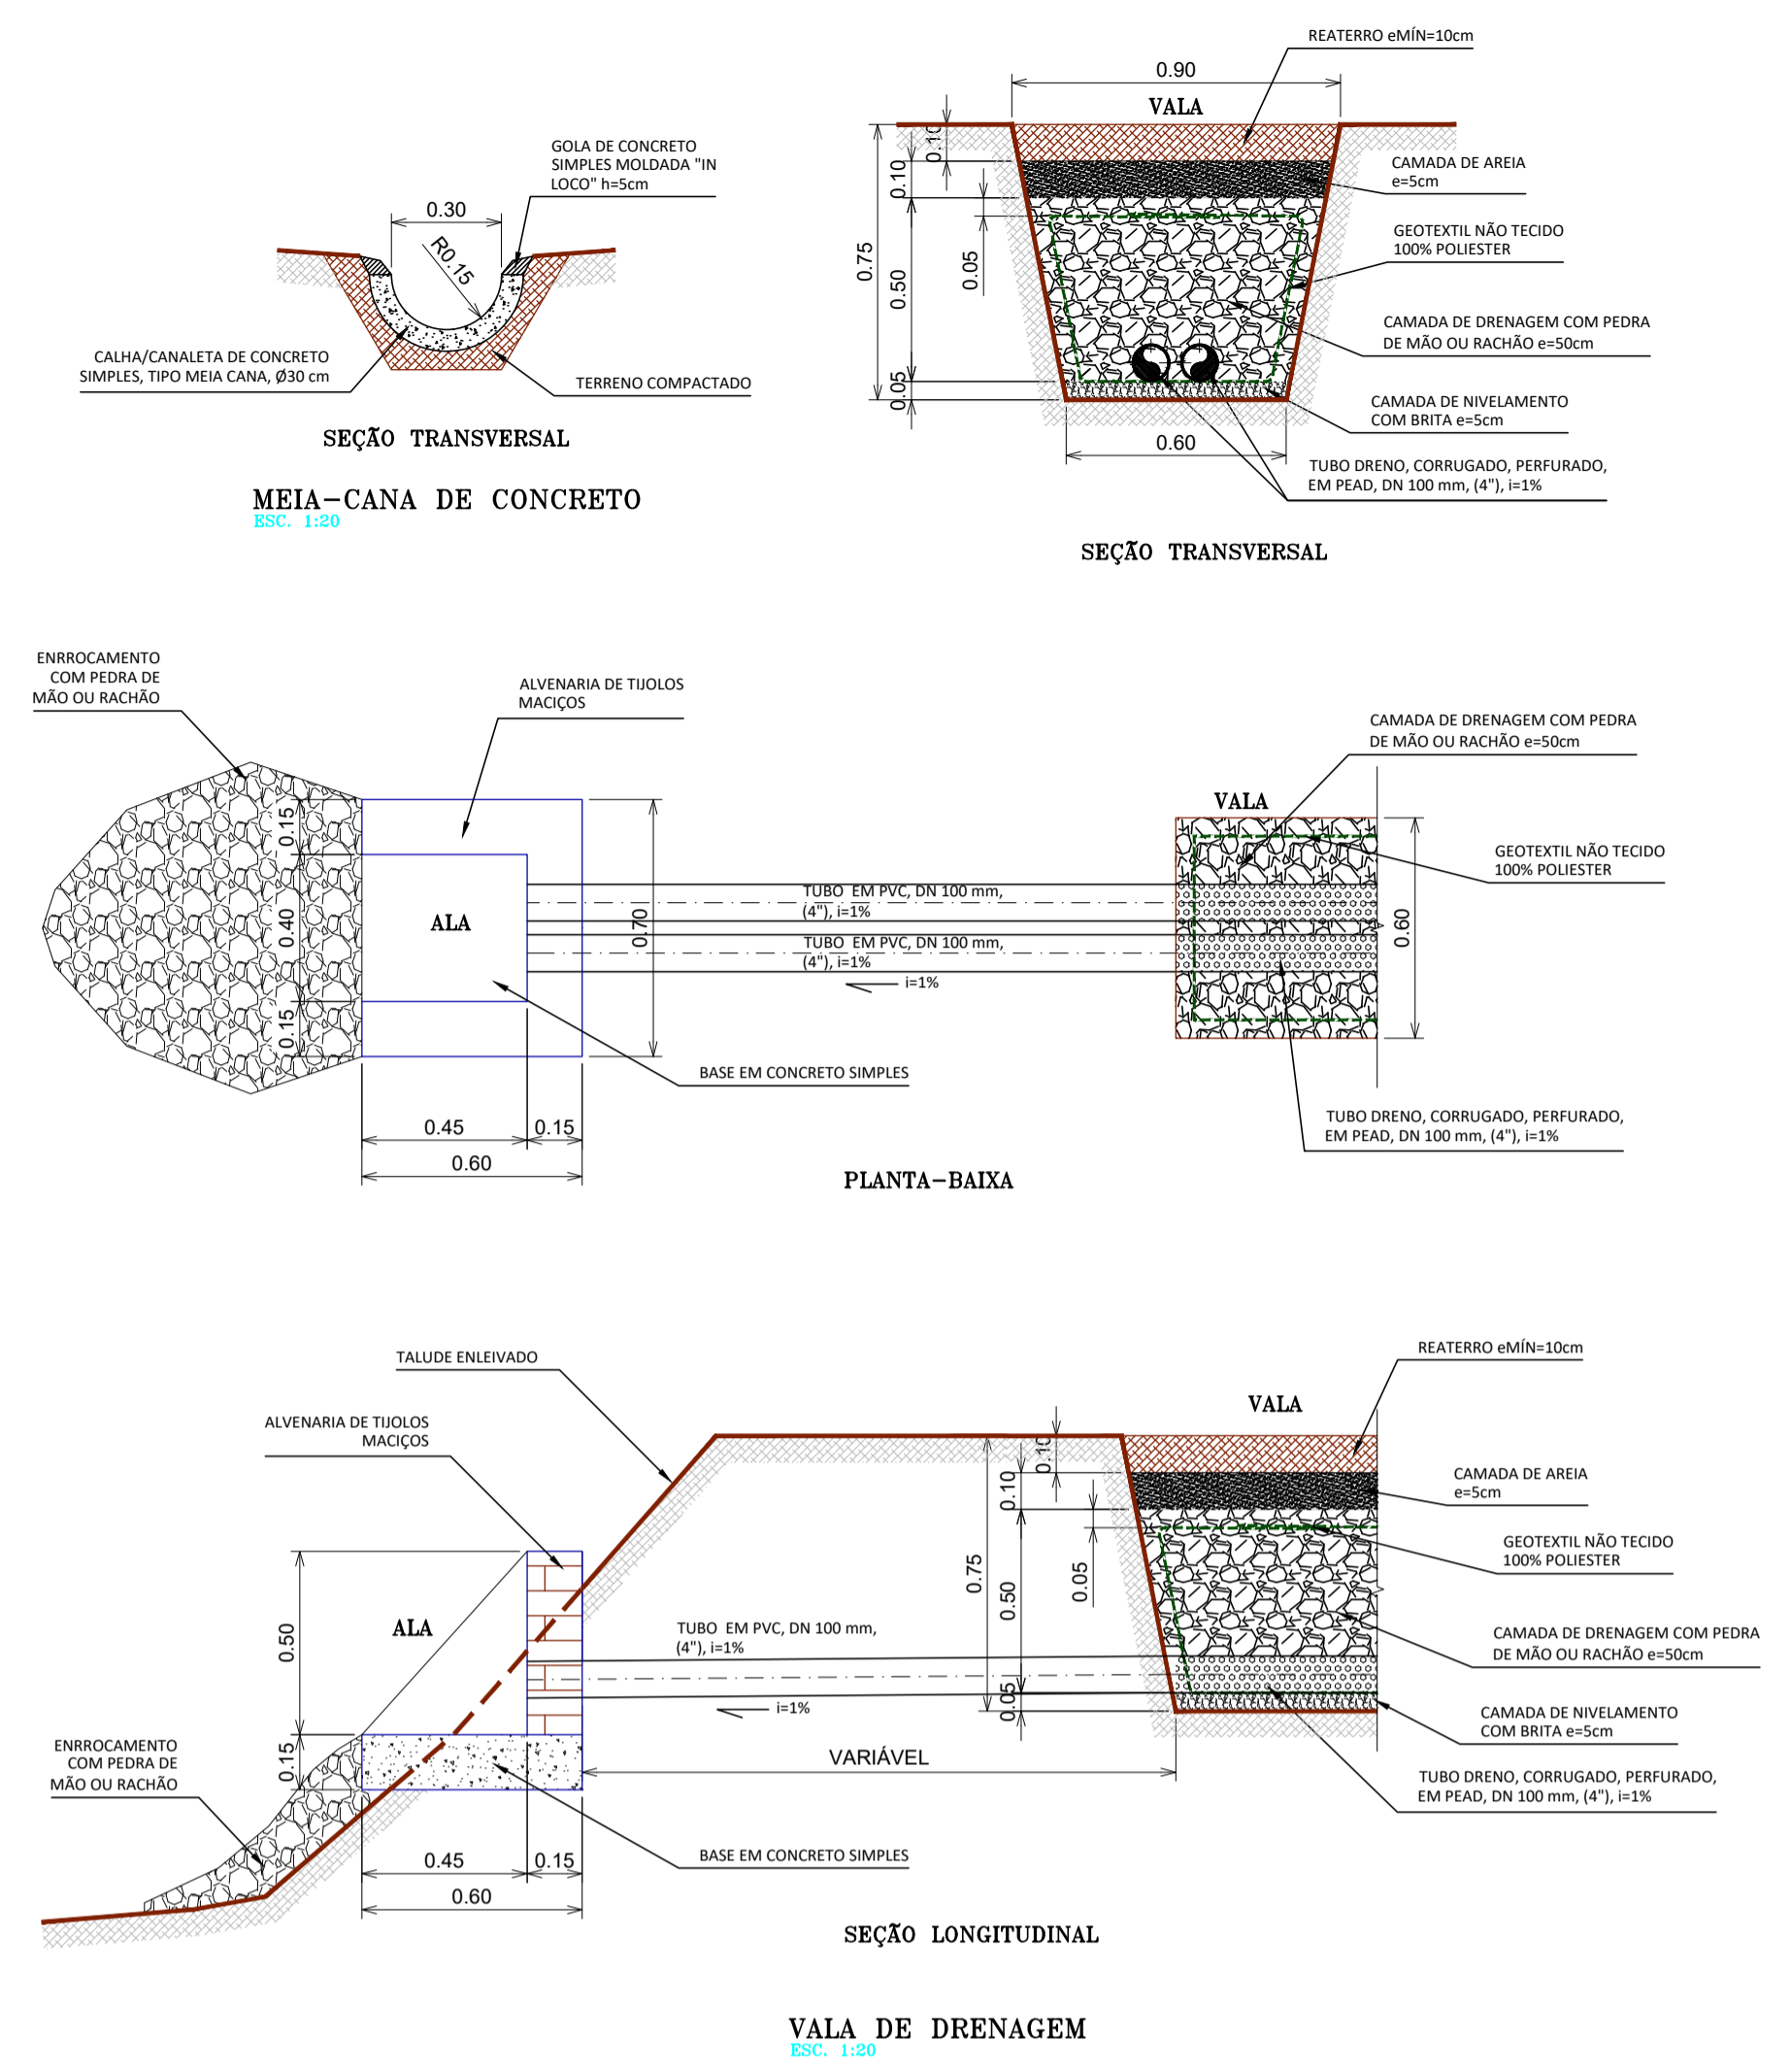 GOLA DE CONCRETO
SIMPLES MOLDADA "IN
LOCO" h=5cm
0.30
R0.15
CALHA/CANALETA DE CONCRETO
SIMPLES, TIPO MEIA CANA, Ø30 cm
TERRENO COMPACTADO
SEÇÃO TRANSVERSAL
MEIA-CANA DE CONCRETO
ESC. 1:20
REATERRO eMÍN=10cm
0.90
VALA
0.10
0.10
0.75
0.50
0.05
0.05
CAMADA DE AREIA
e=5cm
GEOTEXTIL NÃO TECIDO
100% POLIESTER
CAMADA DE DRENAGEM COM PEDRA
DE MÃO OU RACHÃO e=50cm
CAMADA DE NIVELAMENTO
COM BRITA e=5cm
0.60
TUBO DRENO, CORRUGADO, PERFURADO,
EM PEAD, DN 100 mm, (4"), i=1%
SEÇÃO TRANSVERSAL
ENRROCAMENTO
COM PEDRA DE
MÃO OU RACHÃO
ALVENARIA DE TIJOLOS
MACIÇOS
0.15
0.40
0.15
ALA
0.70
TUBO EM PVC, DN 100 mm,
(4"), i=1%
TUBO EM PVC, DN 100 mm,
(4"), i=1%
i=1%
BASE EM CONCRETO SIMPLES
0.45
0.15
0.60
CAMADA DE DRENAGEM COM PEDRA
DE MÃO OU RACHÃO e=50cm
VALA
GEOTEXTIL NÃO TECIDO
100% POLIESTER
0.60
TUBO DRENO, CORRUGADO, PERFURADO,
EM PEAD, DN 100 mm, (4"), i=1%
PLANTA-BAIXA
TALUDE ENLEIVADO
ALVENARIA DE TIJOLOS
MACIÇOS
0.50
ALA
0.15
ENRROCAMENTO
COM PEDRA DE
MÃO OU RACHÃO
TUBO EM PVC, DN 100 mm,
(4"), i=1%
i=1%
VARIÁVEL
BASE EM CONCRETO SIMPLES
0.45
0.15
0.60
REATERRO eMÍN=10cm
VALA
0.10
0.10
0.75
0.50
0.05
0.05
CAMADA DE AREIA
e=5cm
GEOTEXTIL NÃO TECIDO
100% POLIESTER
CAMADA DE DRENAGEM COM PEDRA
DE MÃO OU RACHÃO e=50cm
CAMADA DE NIVELAMENTO
COM BRITA e=5cm
TUBO DRENO, CORRUGADO, PERFURADO,
EM PEAD, DN 100 mm, (4"), i=1%
SEÇÃO LONGITUDINAL
VALA DE DRENAGEM
ESC. 1:20